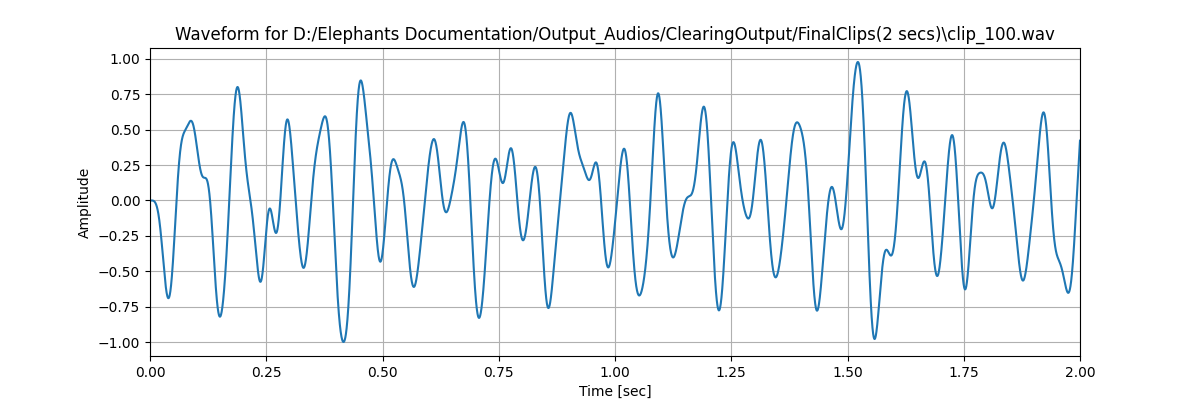 Waveform for D:/Elephants Documentation/Output_Audios/ClearingOutput/FinalClips(2 secs)\clip_100.wav
1.00
0.75
0.50
0.25
0.00
−0.25
−0.50
−0.75
−1.00
Amplitude
0.00 0.25 0.50 0.75 1.00 1.25 1.50 1.75 2.00
Time [sec]